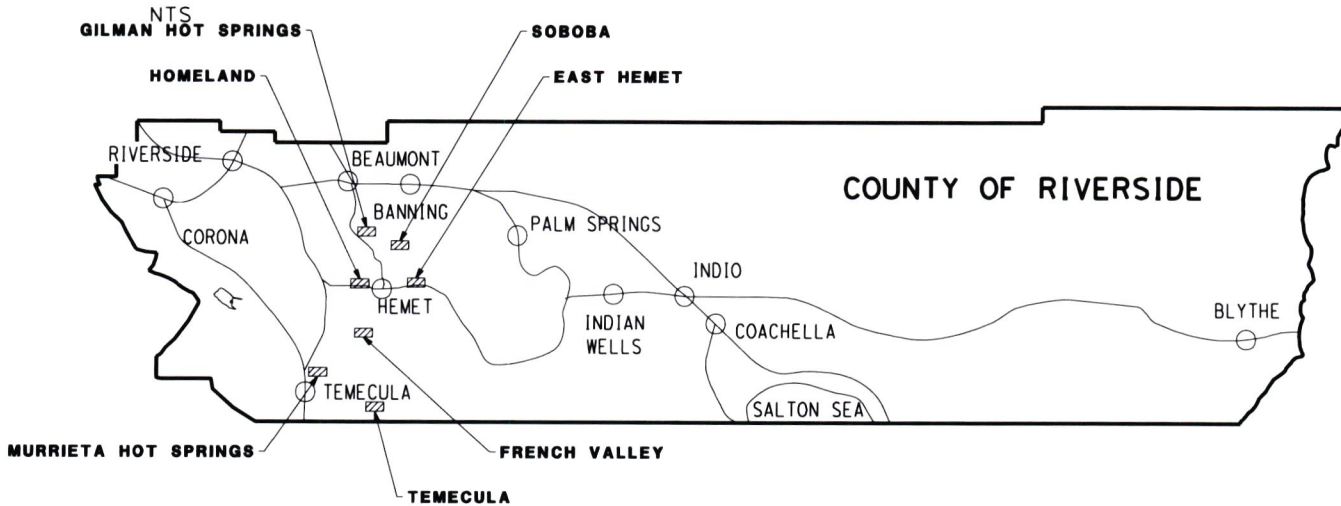 NTS
GILMAN HOT SPRINGS
SOBOBA
HOMELAND
EAST HEMET
RIVERSIDE
BEAUMONT
COUNTY OF RIVERSIDE
BANNING
PALM SPRINGS
CORONA
INDIO
HEMET
INDIAN
WELLS
COACHELLA
BLYTHE
TEMECULA
SALTON SEA
MURRIETA HOT SPRINGS
FRENCH VALLEY
TEMECULA